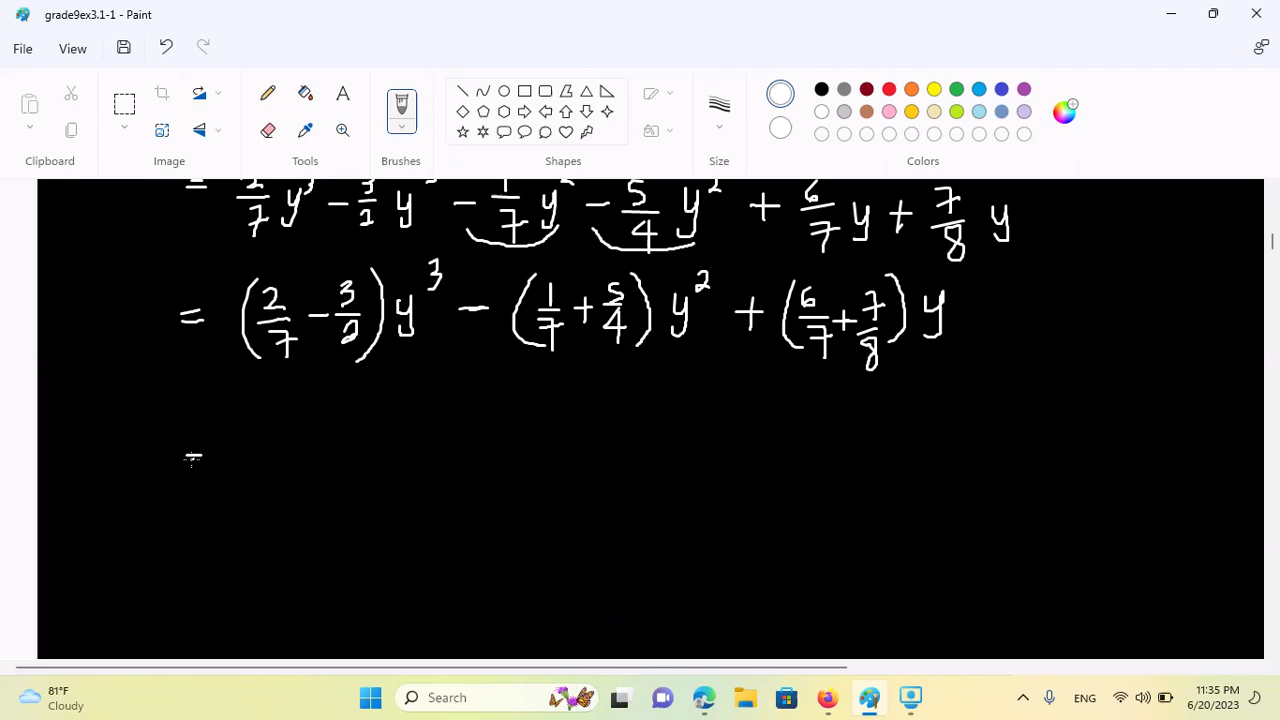 grade9ex3.1-1 - Paint
File View
Clipboard Image Tools Brushes Shapes Size Colors
= 2/7 y³ - 3/2 y³ - 1/7 y² - 5/4 y² + 6/7 y + 7/8 y
= (2/7 - 3/2) y³ - (1/7 + 5/4) y² + (6/7 + 7/8) y
=
81°F
Cloudy
Search
ENG
11:35 PM
6/20/2023